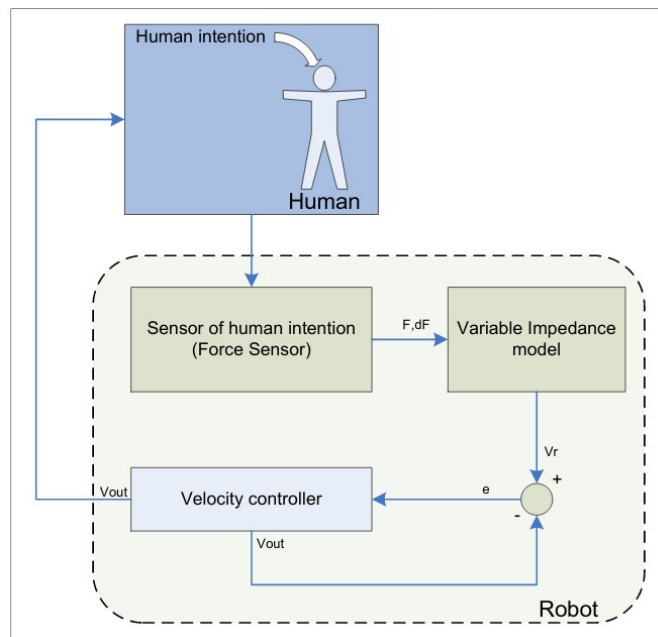 Human intention
Human
Sensor of human intention
(Force Sensor)
F,dF
Variable Impedance
model
Vr
+
-
e
Velocity controller
Vout
Vout
Robot